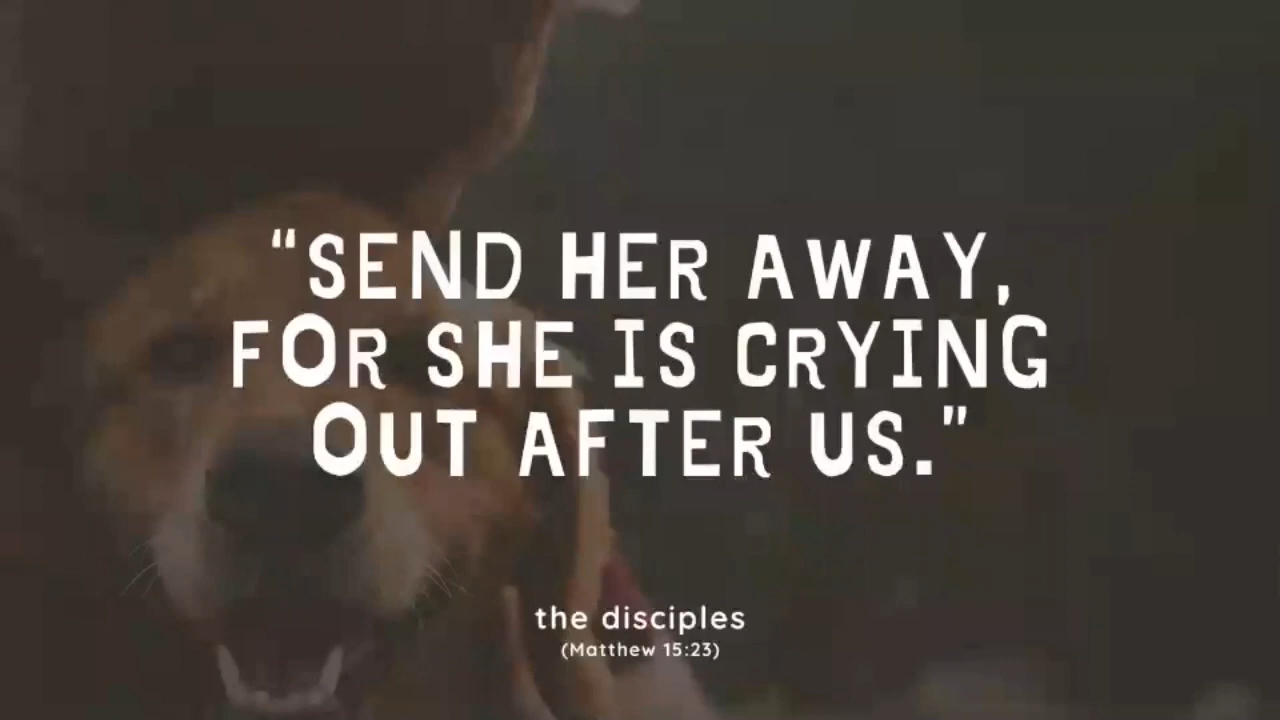 “SEND HER AWAY,
FOR SHE IS CRYING
OUT AFTER US.”
the disciples
(Matthew 15:23)